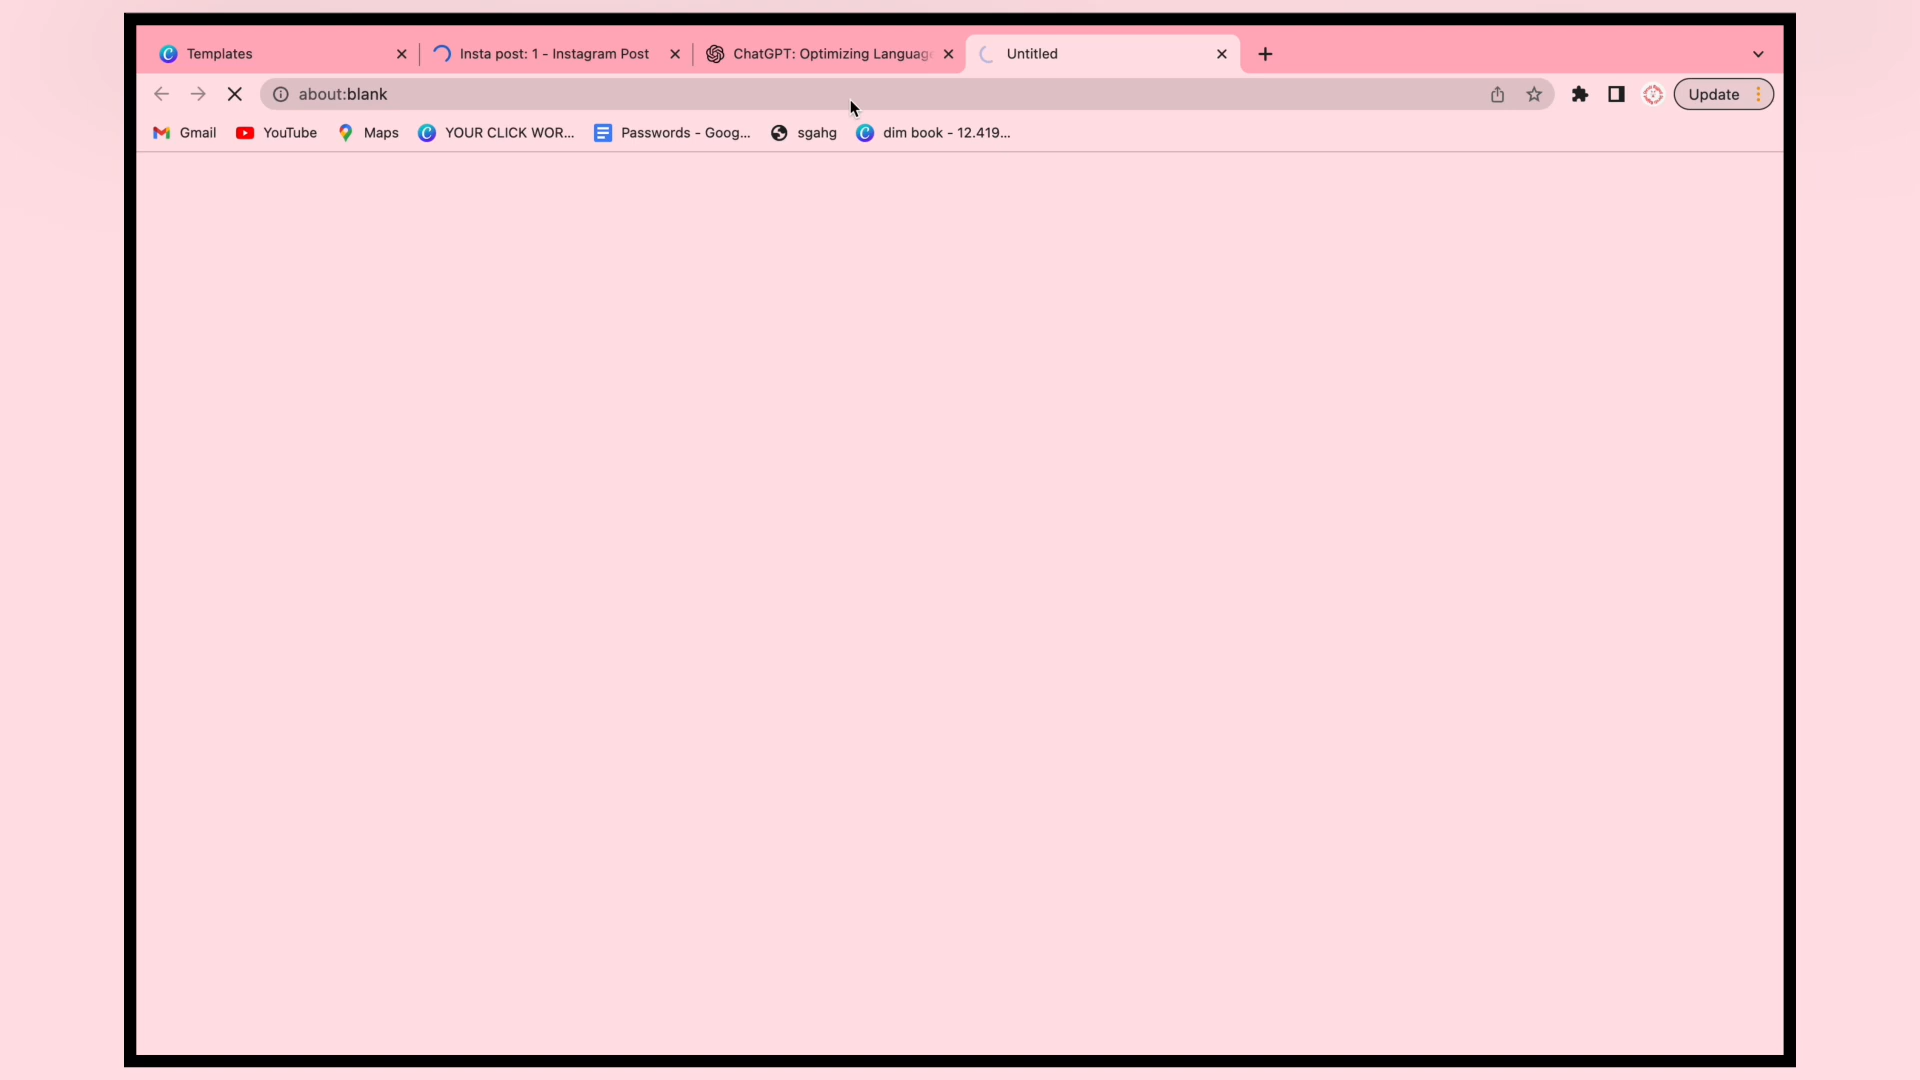 Templates
Insta post: 1 - Instagram Post
ChatGPT: Optimizing Languag
Untitled
about:blank
Update
Gmail
YouTube
Maps
YOUR CLICK WOR...
Passwords - Goog...
sgahg
dim book - 12.419...